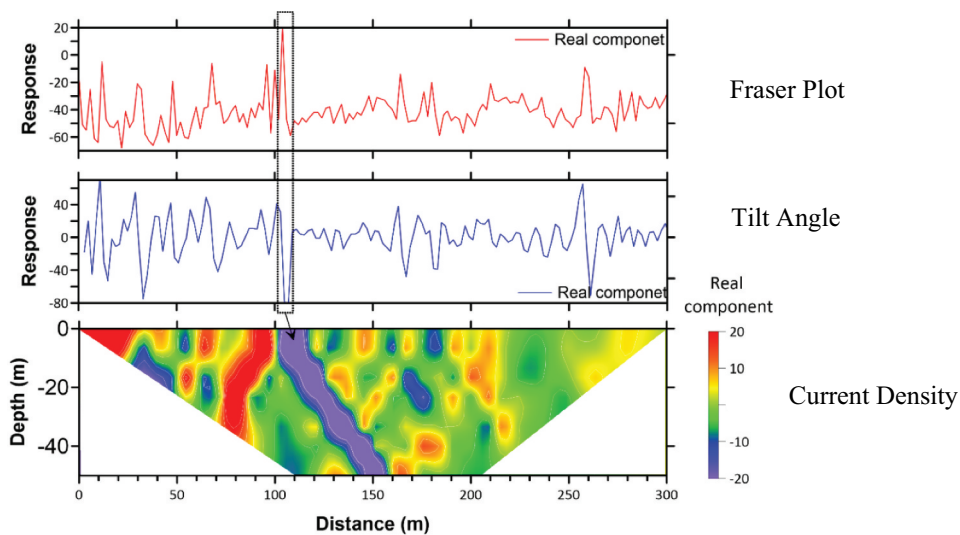 20
0
-20
-40
-60
Response
Real componet
Fraser Plot
40
0
-40
-80
Response
Real componet
Tilt Angle
Real
component
20
10
0
-10
-20
Current Density
0
-20
-40
Depth (m)
0 50 100 150 200 250 300
Distance (m)